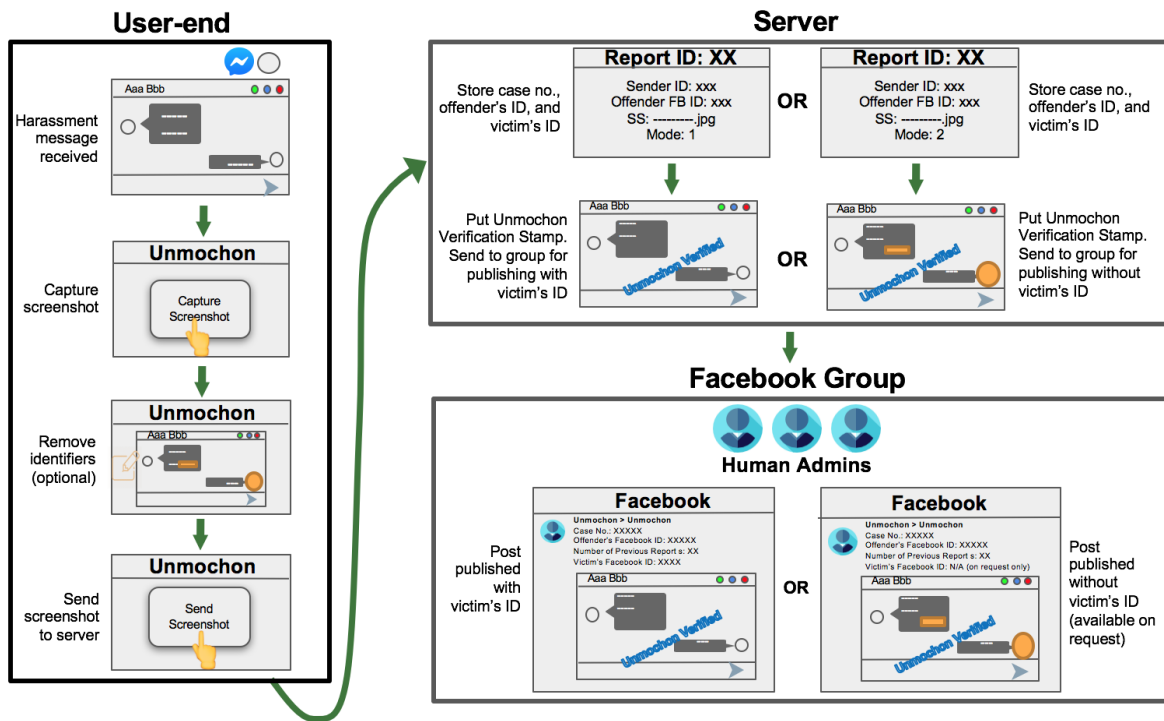 User-end
Harassment
message
received
Aaa Bbb
Capture
screenshot
Unmochon
Capture
Screenshot
Remove
identifiers
(optional)
Unmochon
Aaa Bbb
Send
screenshot
to server
Unmochon
Send
Screenshot
Server
Store case no.,
offender's ID, and
victim's ID
Report ID: XX
Sender ID: xxx
Offender FB ID: xxx
SS: ---------.jpg
Mode: 1
OR
Report ID: XX
Sender ID: xxx
Offender FB ID: xxx
SS: ---------.jpg
Mode: 2
Store case no.,
offender's ID, and
victim's ID
Put Unmochon
Verification Stamp.
Send to group for
publishing with
victim's ID
Aaa Bbb
Unmochon Verified
OR
Aaa Bbb
Unmochon Verified
Put Unmochon
Verification Stamp.
Send to group for
publishing without
victim's ID
Facebook Group
Human Admins
Post
published
with
victim's ID
Facebook
Unmochon > Unmochon
Case No.: XXXXX
Offender's Facebook ID: XXXXX
Number of Previous Report s: XX
Victim's Facebook ID: XXXX
Aaa Bbb
Unmochon Verified
OR
Facebook
Unmochon > Unmochon
Case No.: XXXXX
Offender's Facebook ID: XXXXX
Number of Previous Report s: XX
Victim's Facebook ID: N/A (on request only)
Aaa Bbb
Unmochon Verified
Post
published
without
victim's ID
(available on
request)